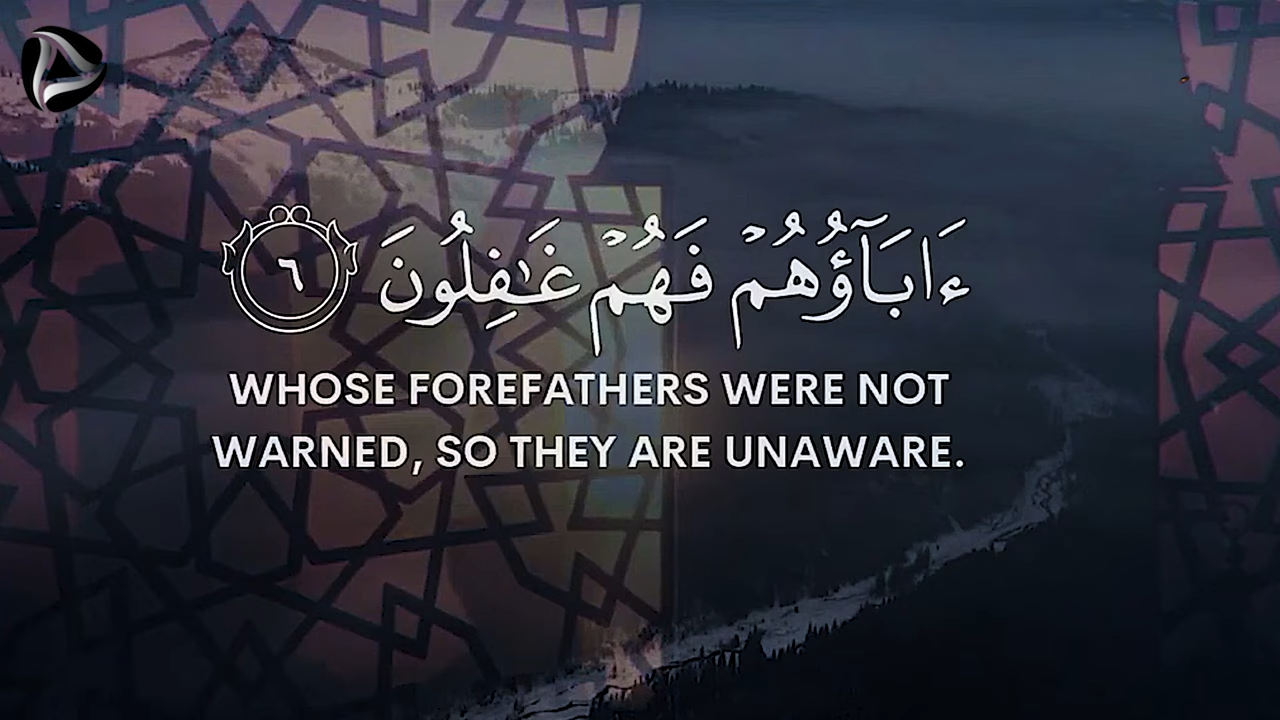 ءَابَآؤُهُمْ فَهُمْ غَـٰفِلُونَ ٦
WHOSE FOREFATHERS WERE NOT
WARNED, SO THEY ARE UNAWARE.